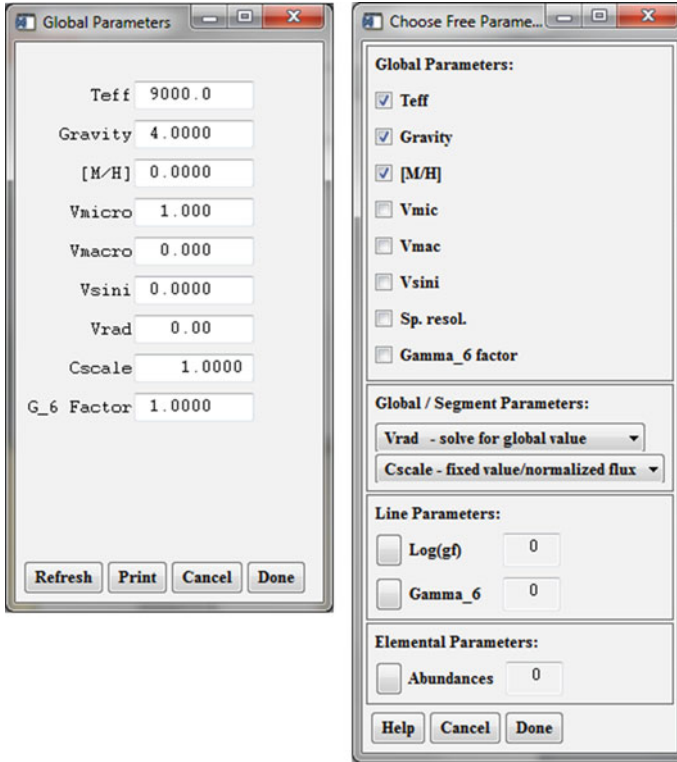 Global Parameters
Teff 9000.0
Gravity 4.0000
[M/H] 0.0000
Vmicro 1.000
Vmacro 0.000
Vsini 0.0000
Vrad 0.00
Cscale 1.0000
G_6 Factor 1.0000
Refresh Print Cancel Done
Choose Free Parame...
Global Parameters:
Teff
Gravity
[M/H]
Vmic
Vmac
Vsini
Sp. resol.
Gamma_6 factor
Global / Segment Parameters:
Vrad - solve for global value
Cscale - fixed value/normalized flux
Line Parameters:
Log(gf) 0
Gamma_6 0
Elemental Parameters:
Abundances 0
Help Cancel Done